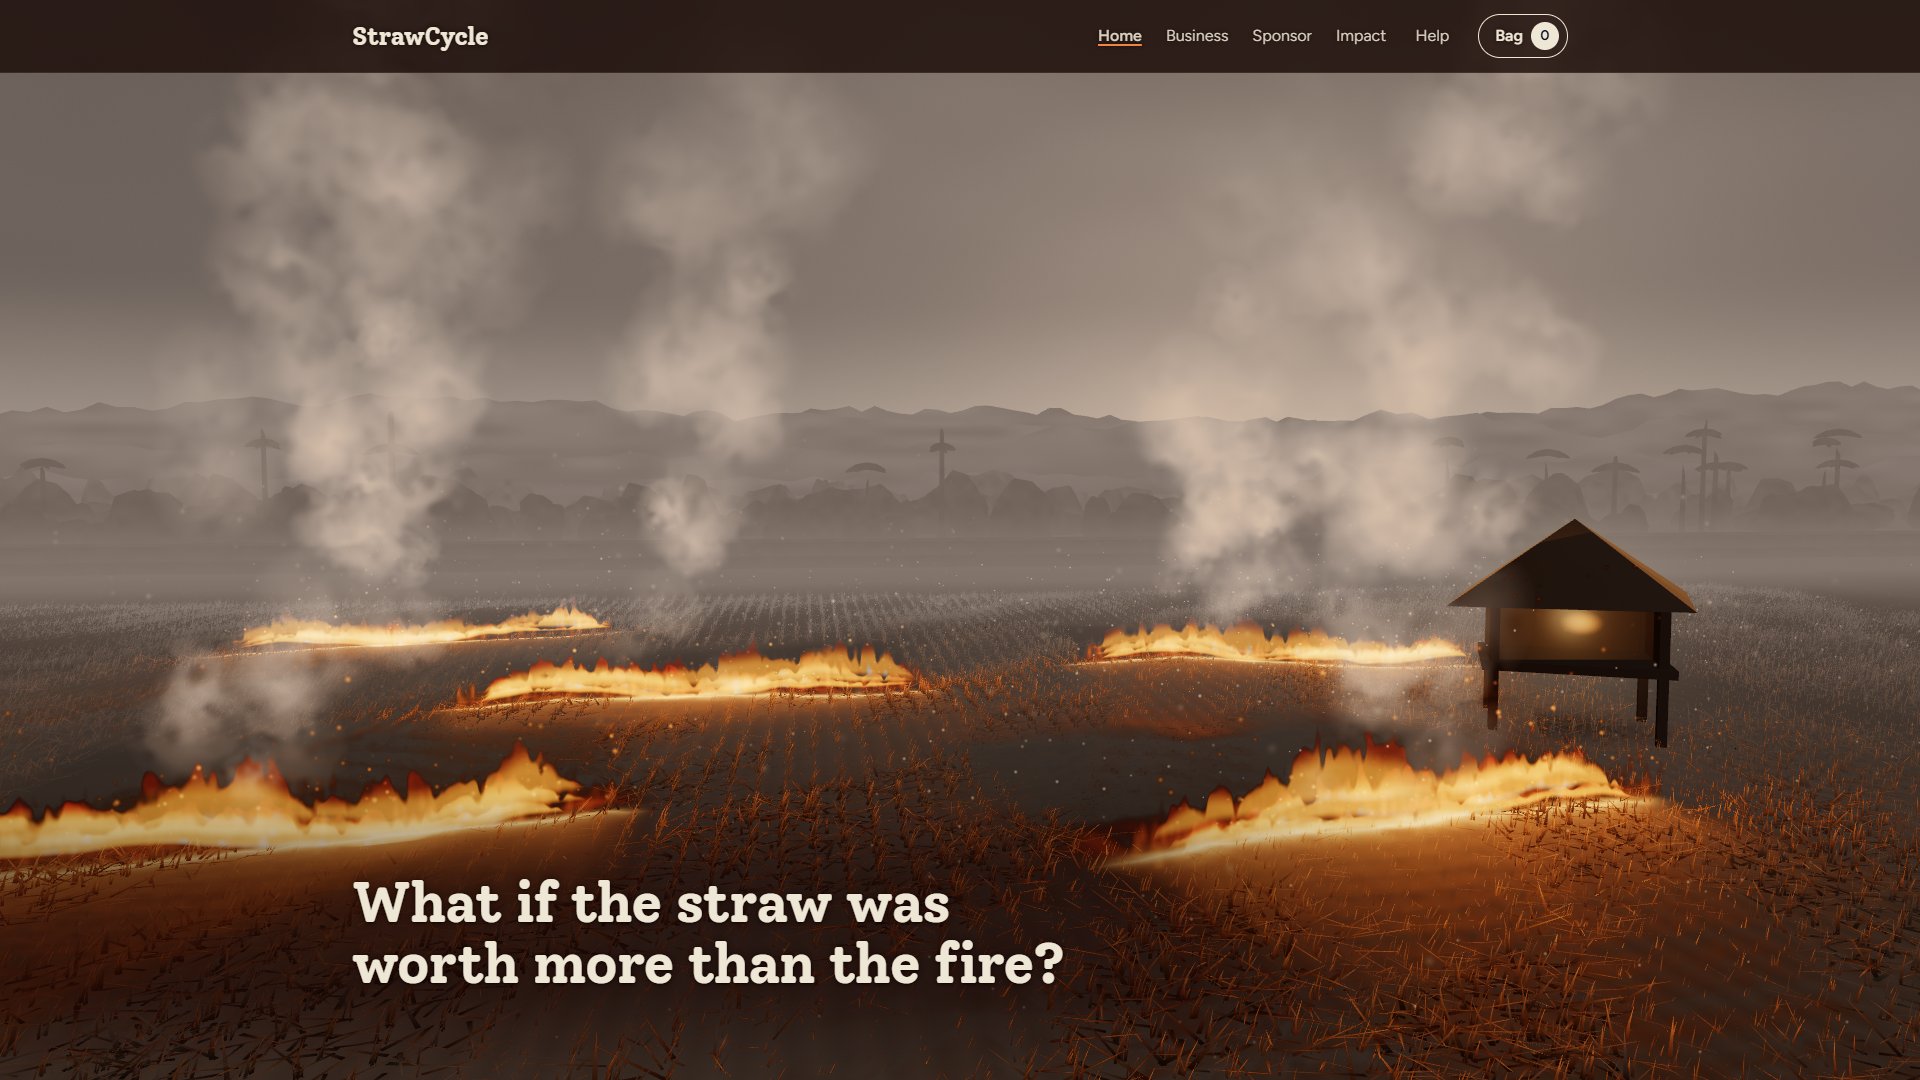 StrawCycle
Home Business Sponsor Impact Help Bag 0
What if the straw was
worth more than the fire?